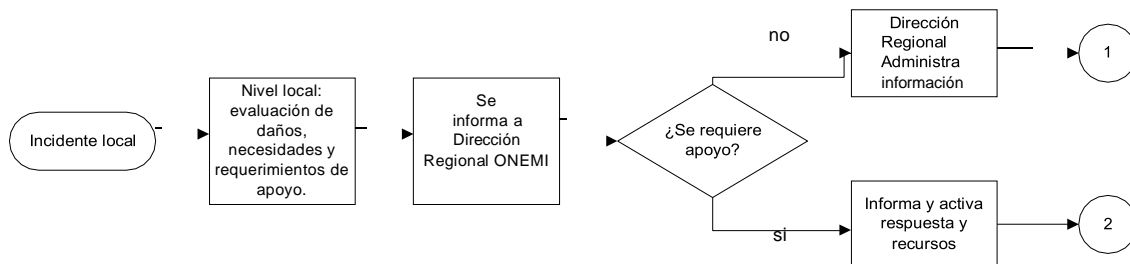 Incidente local
Nivel local:
evaluación de
daños,
necesidades y
requerimientos de
apoyo.
Se
informa a
Dirección
Regional ONEMI
¿Se requiere
apoyo?
no
Dirección
Regional
Administra
información
1
si
Informa y activa
respuesta y
recursos
2